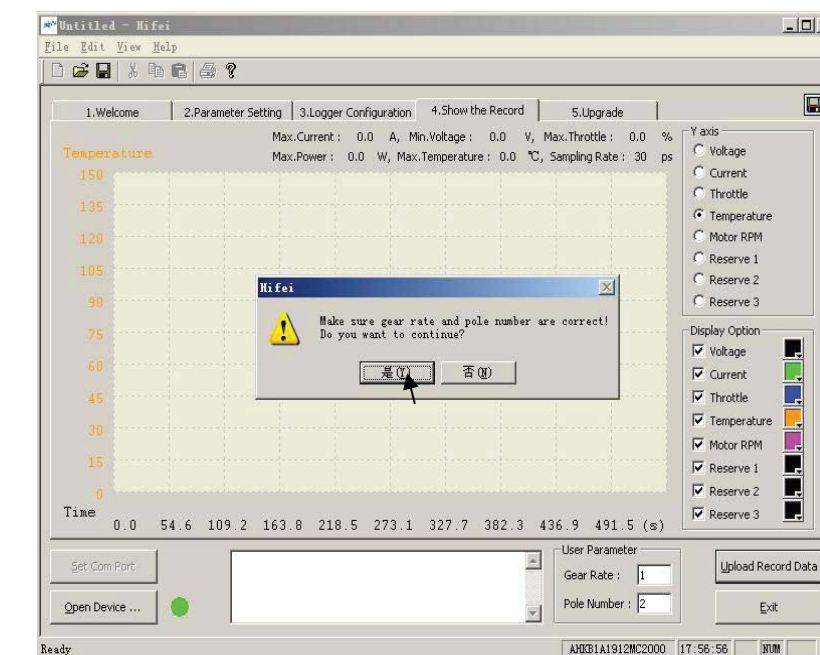 Untitled - Hifei
File Edit View Help
1.Welcome 2.Parameter Setting 3.Logger Configuration 4.Show the Record 5.Upgrade
Max.Current : 0.0 A, Min.Voltage : 0.0 V, Max.Throttle : 0.0 %
Max.Power : 0.0 W, Max.Temperature : 0.0 ℃, Sampling Rate : 30 ps
Temperature
150
135
120
105
90
75
60
45
30
15
0
Time
0.0 54.6 109.2 163.8 218.5 273.1 327.7 382.3 436.9 491.5 (s)
Hifei
Make sure gear rate and pole number are correct!
Do you want to continue?
是(Y) 否(N)
Y axis
Voltage
Current
Throttle
Temperature
Motor RPM
Reserve 1
Reserve 2
Reserve 3
Display Option
Voltage
Current
Throttle
Temperature
Motor RPM
Reserve 1
Reserve 2
Reserve 3
Set Com Port
Open Device ...
User Parameter
Gear Rate : 1
Pole Number : 2
Upload Record Data
Exit
Ready AHKB1A1912MC2000 17:56:56 NUM